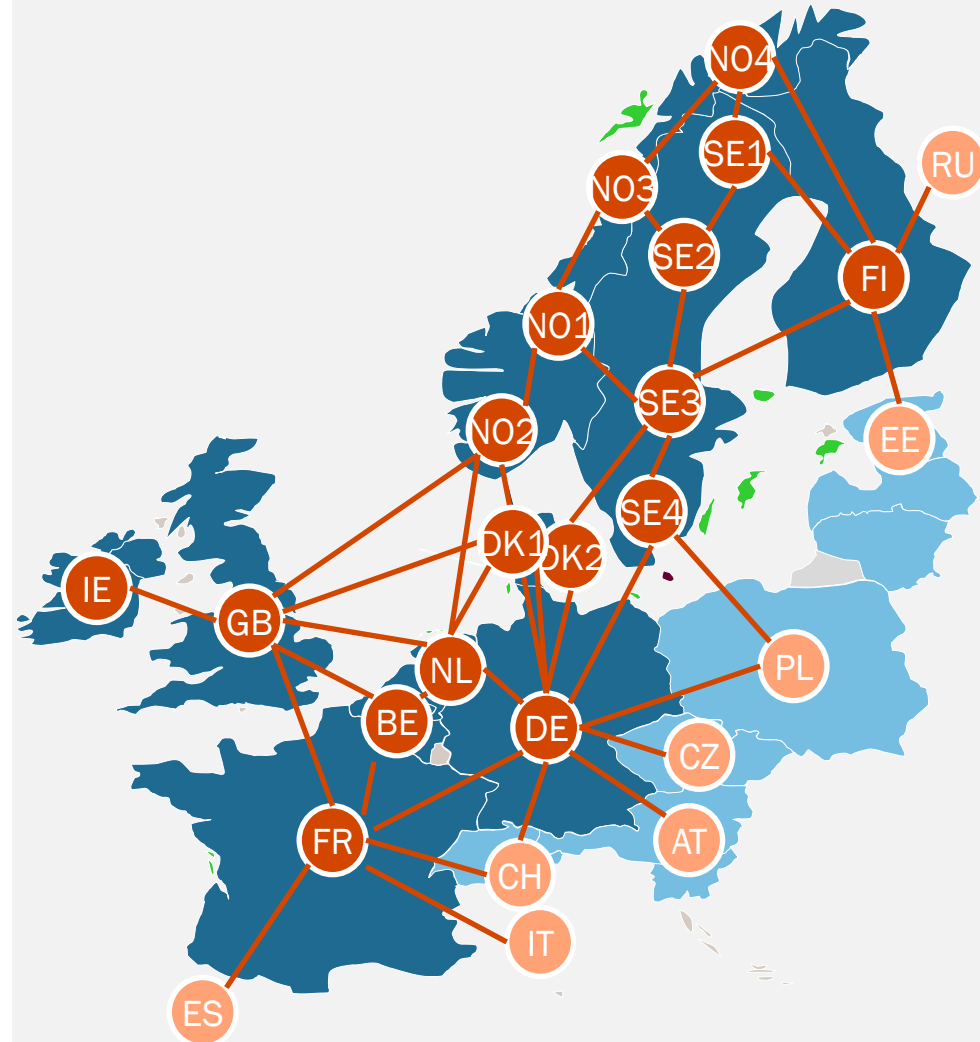 NO4
SE1
RU
NO3
SE2
FI
NO1
SE3
NO2
EE
SE4
DK1
DK2
IE
GB
NL
PL
BE
DE
CZ
FR
AT
CH
IT
ES